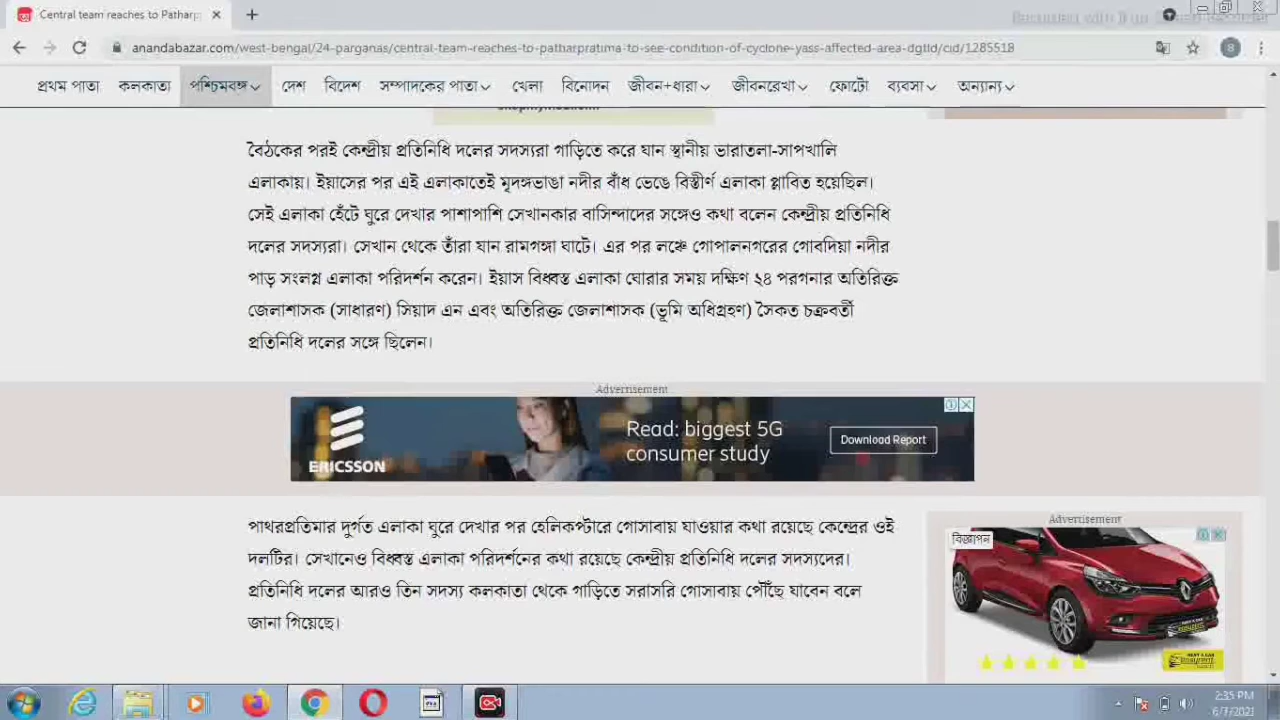 Central team reaches to Patharp
Recorded with iTop Screen Recorder
anandabazar.com/west-bengal/24-parganas/central-team-reaches-to-patharpratima-to-see-condition-of-cyclone-yass-affected-area-dgtld/cid/1285518
B
প্রথম পাতা কলকাতা পশ্চিমবঙ্গ দেশ বিদেশ সম্পাদকের পাতা খেলা বিনোদন জীবন+ধারা জীবনরেখা ফোটো ব্যবসা অন্যান্য
বৈঠকের পরই কেন্দ্রীয় প্রতিনিধি দলের সদস্যরা গাড়িতে করে যান স্থানীয় ভারাতলা-সাপখালি
এলাকায়। ইয়াসের পর এই এলাকাতেই মৃদঙ্গভাঙা নদীর বাঁধ ভেঙে বিস্তীর্ণ এলাকা প্লাবিত হয়েছিল।
সেই এলাকা হেঁটে ঘুরে দেখার পাশাপাশি সেখানকার বাসিন্দাদের সঙ্গেও কথা বলেন কেন্দ্রীয় প্রতিনিধি
দলের সদস্যরা। সেখান থেকে তাঁরা যান রামগঙ্গা ঘাটে। এর পর লঞ্চে গোপালনগরের গোবদিয়া নদীর
পাড় সংলগ্ন এলাকা পরিদর্শন করেন। ইয়াস বিধ্বস্ত এলাকা ঘোরার সময় দক্ষিণ ২৪ পরগনার অতিরিক্ত
জেলাশাসক (সাধারণ) সিয়াদ এন এবং অতিরিক্ত জেলাশাসক (ভূমি অধিগ্রহণ) সৈকত চক্রবর্তী
প্রতিনিধি দলের সঙ্গে ছিলেন।
Advertisement
ERICSSON
Read: biggest 5G
consumer study
Download Report
পাথরপ্রতিমার দুর্গত এলাকা ঘুরে দেখার পর হেলিকপ্টারে গোসাবায় যাওয়ার কথা রয়েছে কেন্দ্রের ওই
দলটির। সেখানেও বিধ্বস্ত এলাকা পরিদর্শনের কথা রয়েছে কেন্দ্রীয় প্রতিনিধি দলের সদস্যদের।
প্রতিনিধি দলের আরও তিন সদস্য কলকাতা থেকে গাড়িতে সরাসরি গোসাবায় পৌঁছে যাবেন বলে
জানা গিয়েছে।
Advertisement
বিজ্ঞাপন
RENT A CAR
2:35 PM
6/7/2021